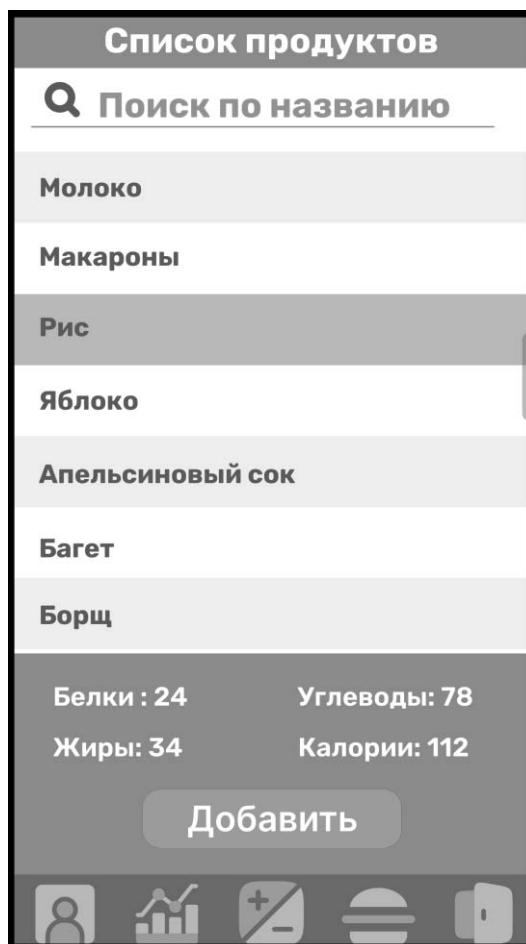 Список продуктов
Поиск по названию
Молоко
Макароны
Рис
Яблоко
Апельсиновый сок
Багет
Борщ
Белки : 24 Углеводы: 78
Жиры: 34 Калории: 112
Добавить